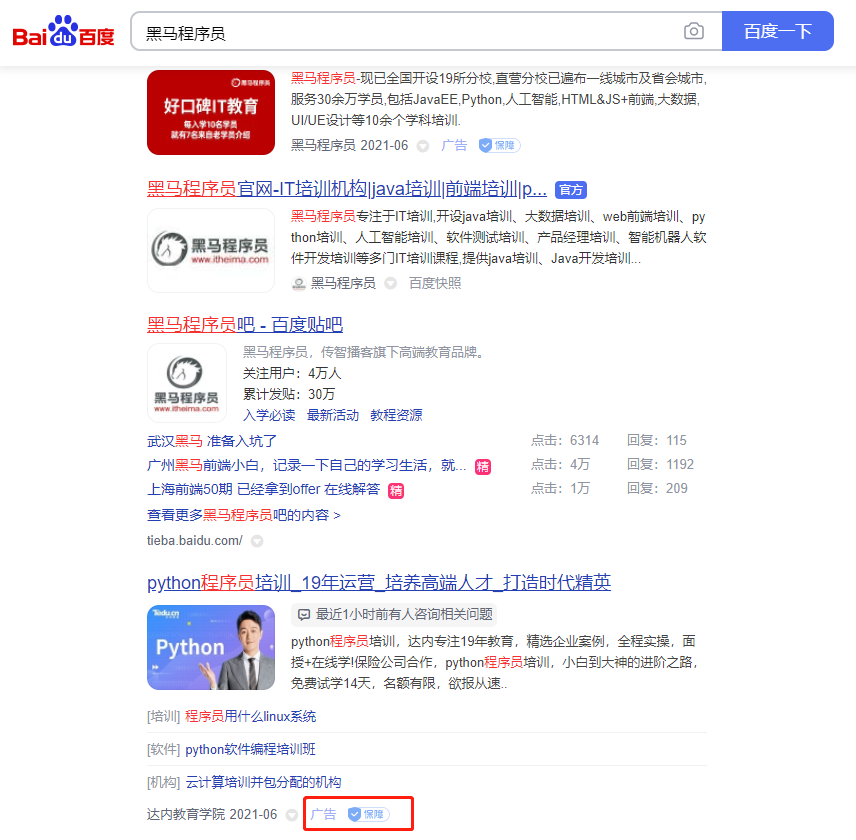 Bai du 百度
黑马程序员
百度一下
黑马程序员
好口碑IT教育
每入学10名学员
就有7名来自老学员介绍
黑马程序员-现已全国开设19所分校,直营分校已遍布一线城市及省会城市,
服务30余万学员,包括JavaEE,Python,人工智能,HTML&JS+前端,大数据,
UI/UE设计等10余个学科培训.
黑马程序员 2021-06 广告 保障
黑马程序员官网-IT培训机构|java培训|前端培训|p... 官方
黑马程序员
www.itheima.com
黑马程序员专注于IT培训,开设java培训、大数据培训、web前端培训、py
thon培训、人工智能培训、软件测试培训、产品经理培训、智能机器人软
件开发培训等多门IT培训课程,提供java培训、Java开发培训...
黑马程序员 百度快照
黑马程序员吧 - 百度贴吧
黑马程序员
www.itheima.com
黑马程序员，传智播客旗下高端教育品牌。
关注用户：4万人
累计发贴：30万
入学必读 最新活动 教程资源
武汉黑马 准备入坑了 点击：6314 回复：115
广州黑马前端小白，记录一下自己的学习生活，就... 精 点击：4万 回复：1192
上海前端50期 已经拿到offer 在线解答 精 点击：1万 回复：209
查看更多黑马程序员吧的内容 >
tieba.baidu.com/
python程序员培训_19年运营_培养高端人才_打造时代精英
Tedu.cn
Python
最近1小时前有人咨询相关问题
python程序员培训，达内专注19年教育，精选企业案例，全程实操，面
授+在线学!保险公司合作，python程序员培训，小白到大神的进阶之路，
免费试学14天，名额有限，欲报从速..
[培训] 程序员用什么linux系统
[软件] python软件编程培训班
[机构] 云计算培训并包分配的机构
达内教育学院 2021-06 广告 保障